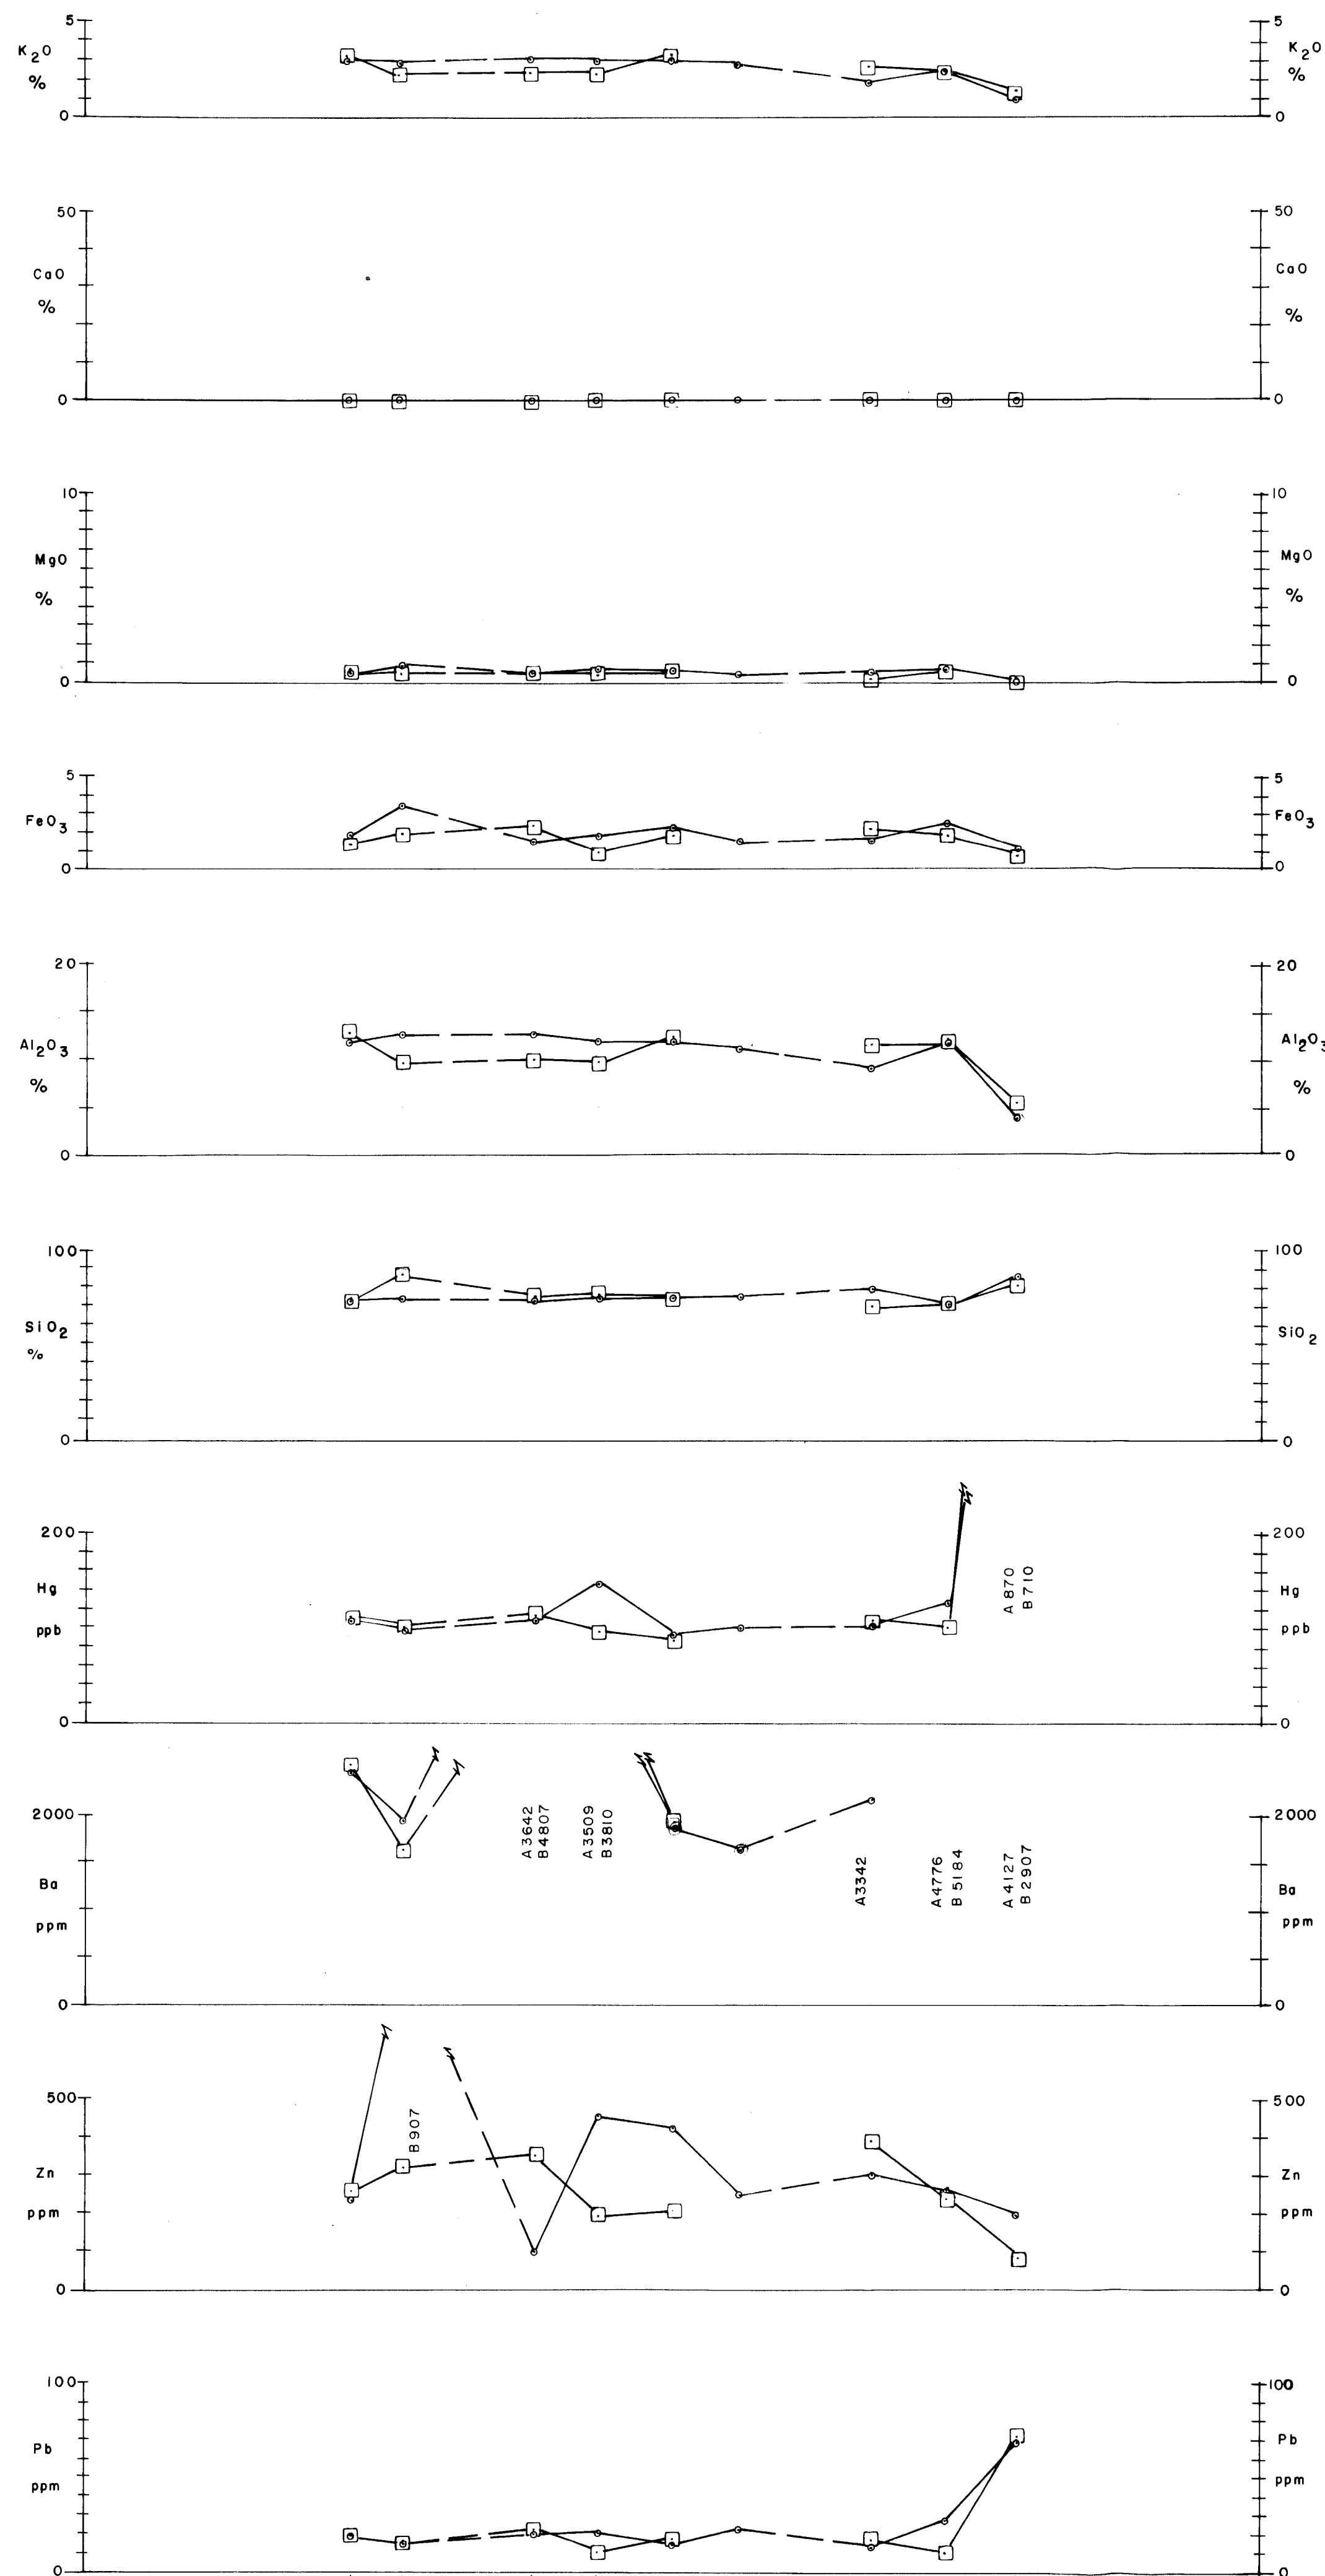 5 5
K2O K2O
% %
0 0
50 50
CaO CaO
% %
0 0
10 10
MgO MgO
% %
0 0
5 5
FeO3 FeO3
0 0
20 20
Al2O3 Al2O3
% %
0 0
100 100
SiO2 SiO2
%
0 0
200 200
Hg Hg
ppb ppb
A 870
B 710
0 0
2000 2000
A3642
B4807
A3509
B3810
A3342
A4776
B5184
A4127
B2907
Ba Ba
ppm ppm
0 0
500 500
B907
Zn Zn
ppm ppm
0 0
100 100
Pb Pb
ppm ppm
0 0